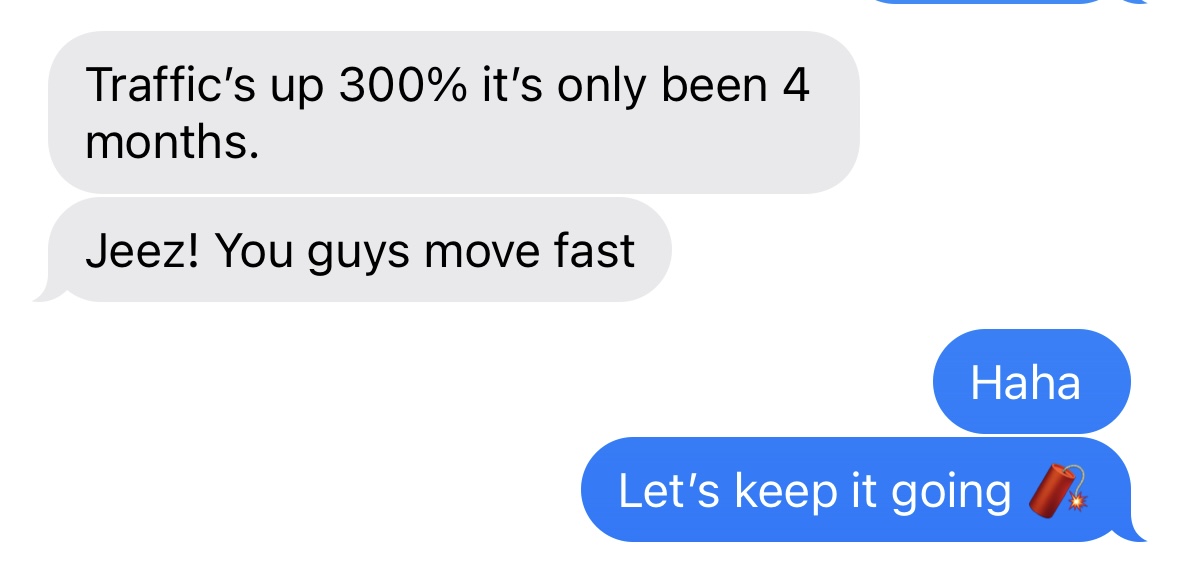 Traffic’s up 300% it’s only been 4
months.
Jeez! You guys move fast
Haha
Let’s keep it going 🧨